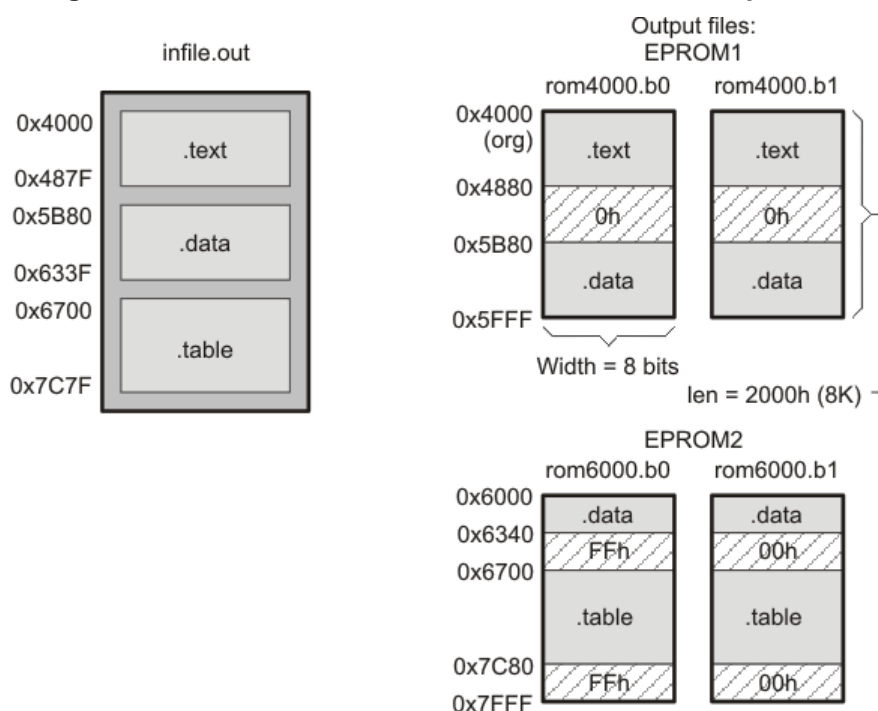 infile.out
0x4000
.text
0x487F
0x5B80
.data
0x633F
0x6700
.table
0x7C7F
Output files:
EPROM1
rom4000.b0 rom4000.b1
0x4000
(org)
.text .text
0x4880
0h 0h
0x5B80
.data .data
0x5FFF
Width = 8 bits
len = 2000h (8K)
EPROM2
rom6000.b0 rom6000.b1
0x6000
.data .data
0x6340
FFh 00h
0x6700
.table .table
0x7C80
FFh 00h
0x7FFF